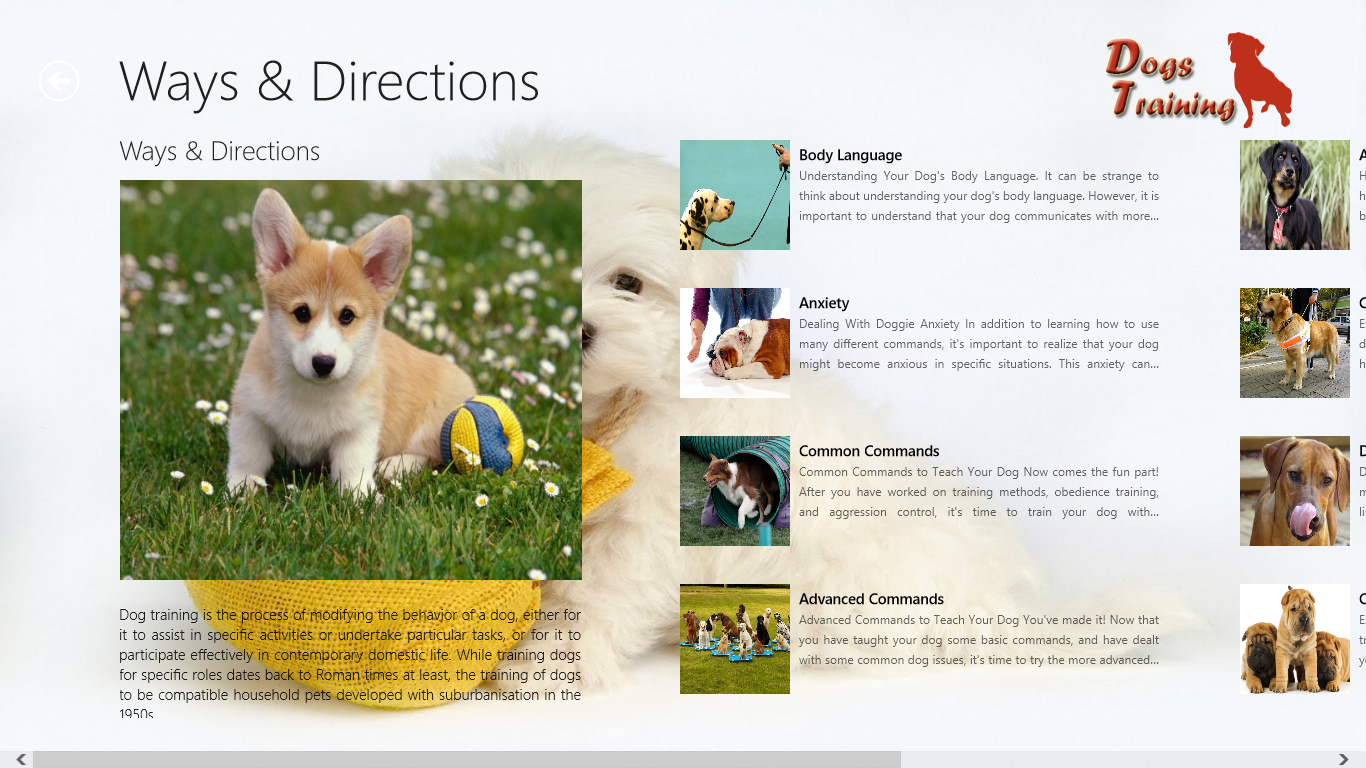 Ways & Directions
Dogs
Training
Ways & Directions
Dog training is the process of modifying the behavior of a dog, either for
it to assist in specific activities or undertake particular tasks, or for it to
participate effectively in contemporary domestic life. While training dogs
for specific roles dates back to Roman times at least, the training of dogs
to be compatible household pets developed with suburbanisation in the
1950s
Body Language
Understanding Your Dog's Body Language. It can be strange to
think about understanding your dog's body language. However, it is
important to understand that your dog communicates with more...
Anxiety
Dealing With Doggie Anxiety In addition to learning how to use
many different commands, it's important to realize that your dog
might become anxious in specific situations. This anxiety can...
Common Commands
Common Commands to Teach Your Dog Now comes the fun part!
After you have worked on training methods, obedience training,
and aggression control, it's time to train your dog with...
Advanced Commands
Advanced Commands to Teach Your Dog You've made it! Now that
you have taught your dog some basic commands, and have dealt
with some common dog issues, it's time to try the more advanced...